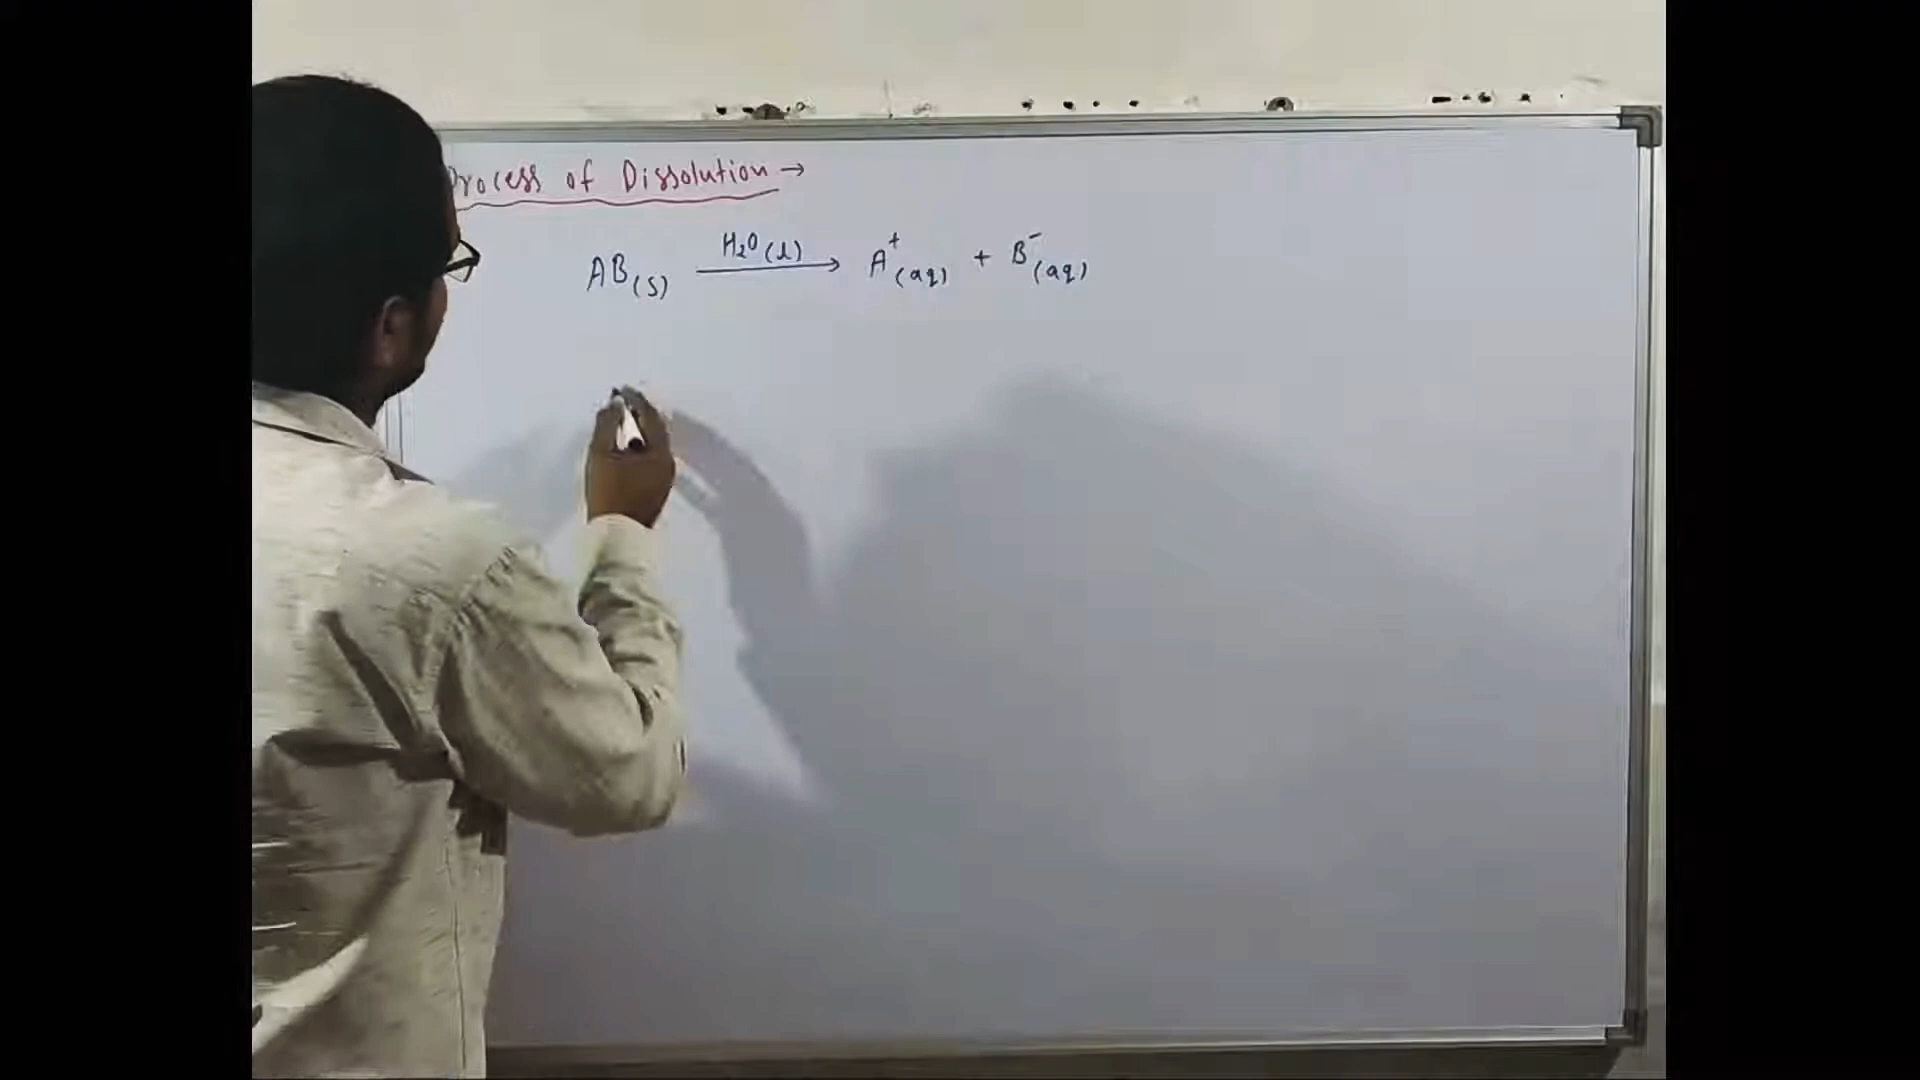 Process of Dissolution →
AB(s) H₂O(l) → A⁺(aq) + B⁻(aq)